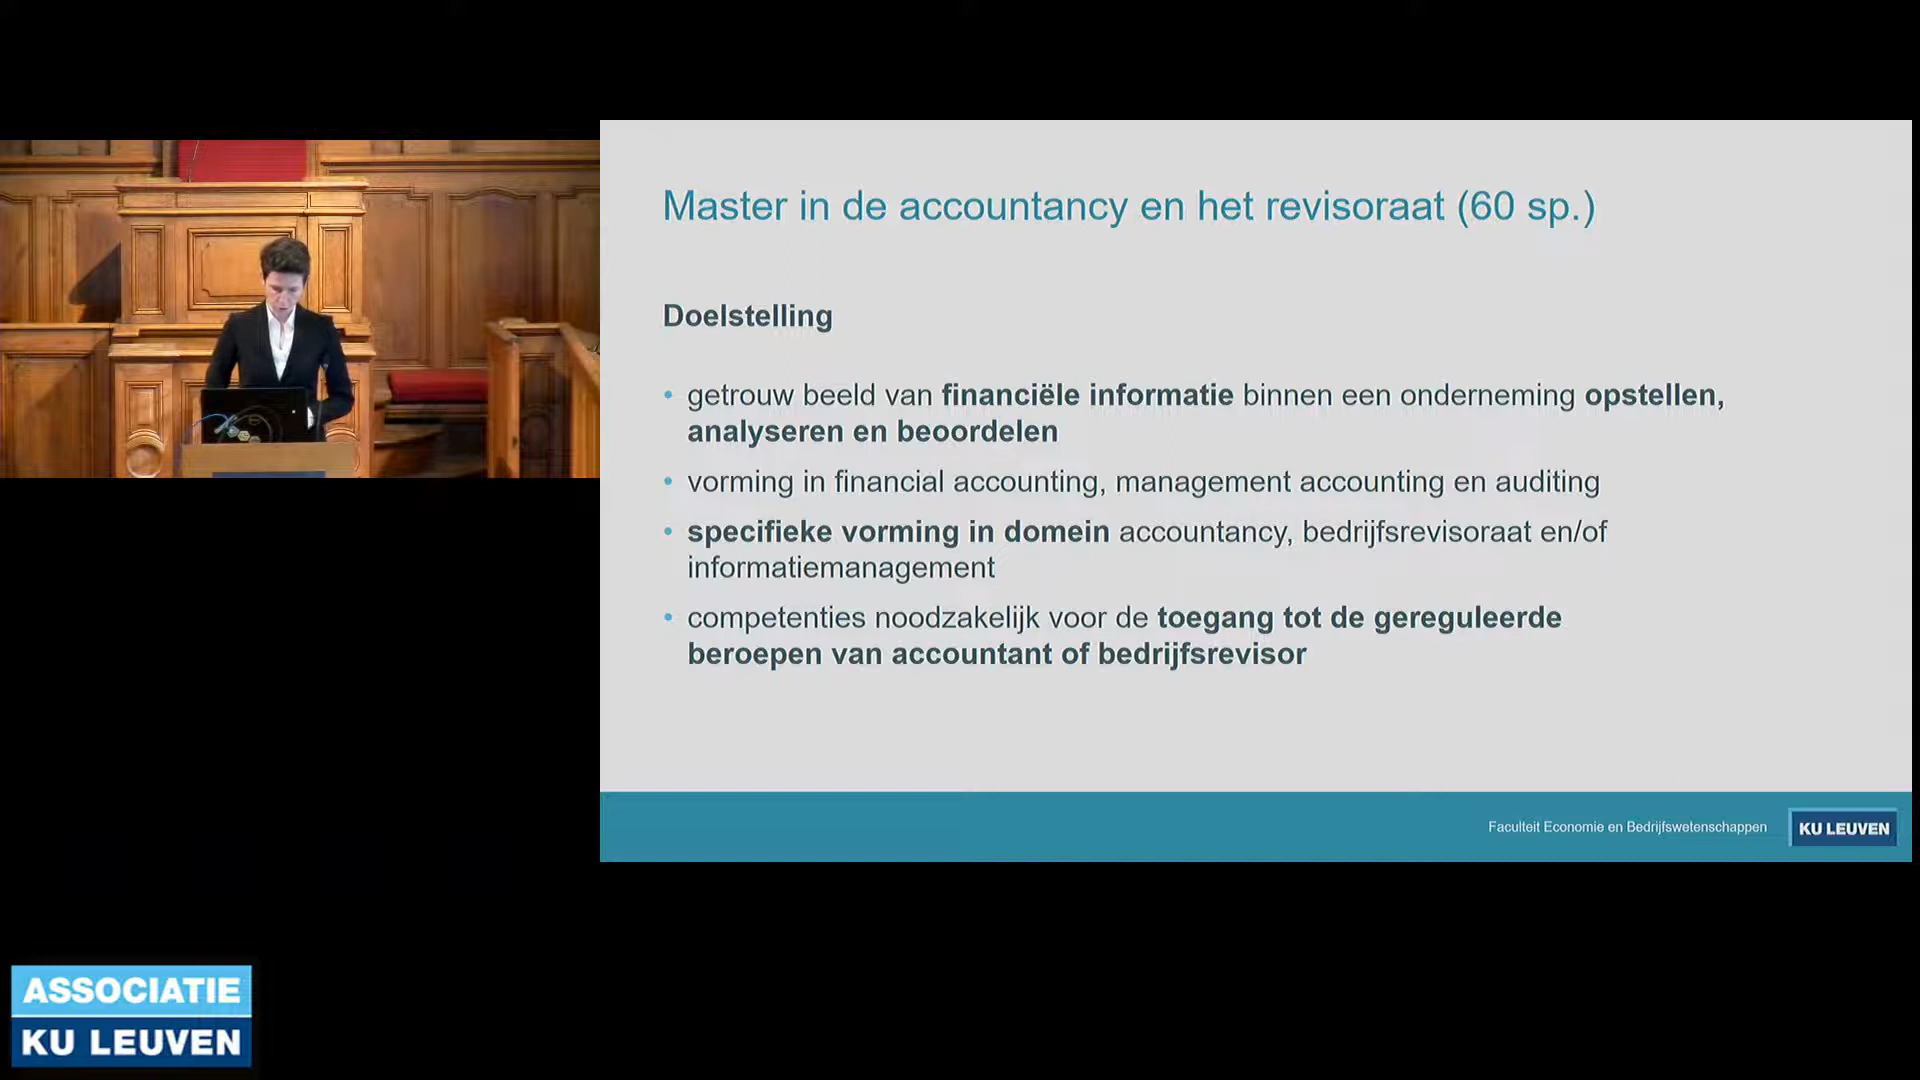 Master in de accountancy en het revisoraat (60 sp.)
Doelstelling
• getrouw beeld van financiële informatie binnen een onderneming opstellen,
analyseren en beoordelen
• vorming in financial accounting, management accounting en auditing
• specifieke vorming in domein accountancy, bedrijfsrevisoraat en/of
informatiemanagement
• competenties noodzakelijk voor de toegang tot de gereguleerde
beroepen van accountant of bedrijfsrevisor
Faculteit Economie en Bedrijfswetenschappen
KU LEUVEN
ASSOCIATIE
KU LEUVEN